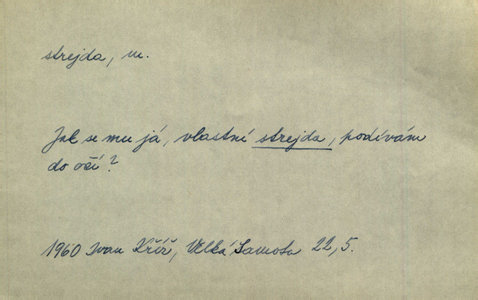 strejda, m.
Jak se mu já, vlastní strejda, podívám
do očí?
1960 Ivan Kříž, Velká Samota 22, 5.